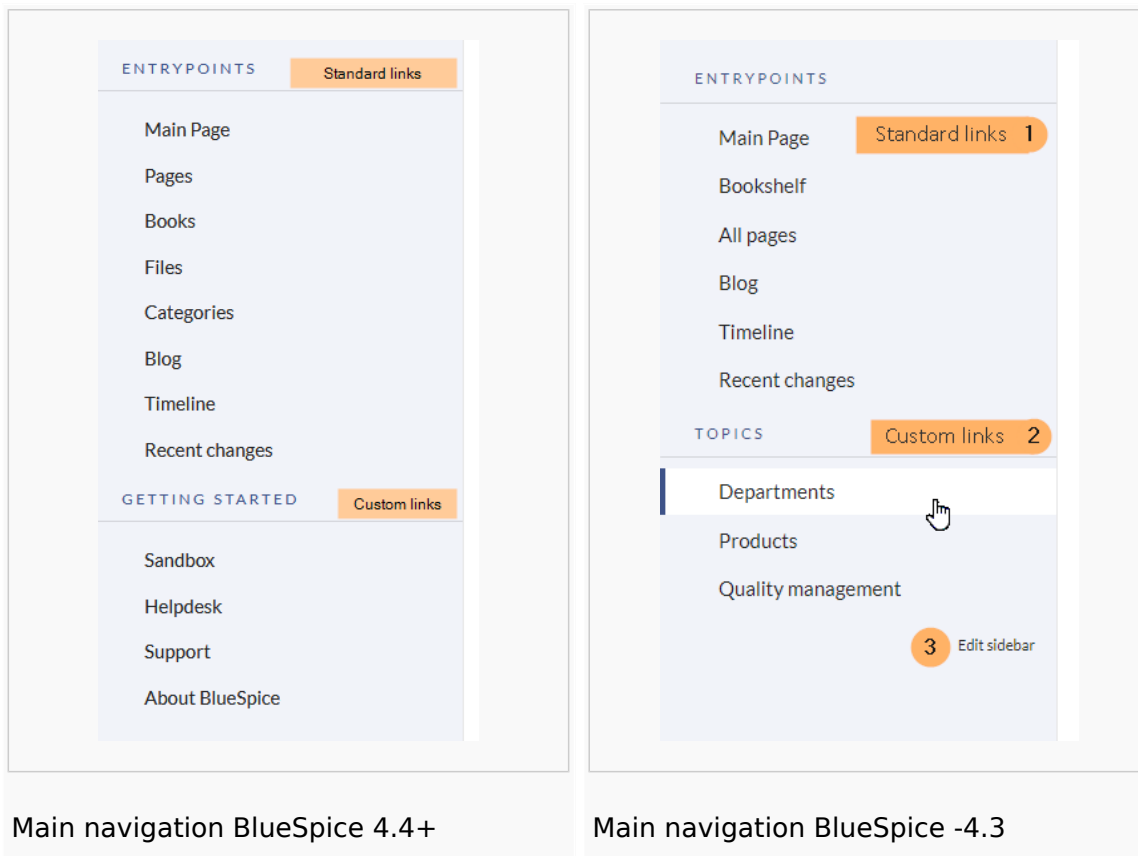 ENTRYPOINTS
Standard links
Main Page
Pages
Books
Files
Categories
Blog
Timeline
Recent changes
GETTING STARTED
Custom links
Sandbox
Helpdesk
Support
About BlueSpice
Main navigation BlueSpice 4.4+
ENTRYPOINTS
Main Page
Standard links 1
Bookshelf
All pages
Blog
Timeline
Recent changes
TOPICS
Custom links 2
Departments
Products
Quality management
3 Edit sidebar
Main navigation BlueSpice -4.3